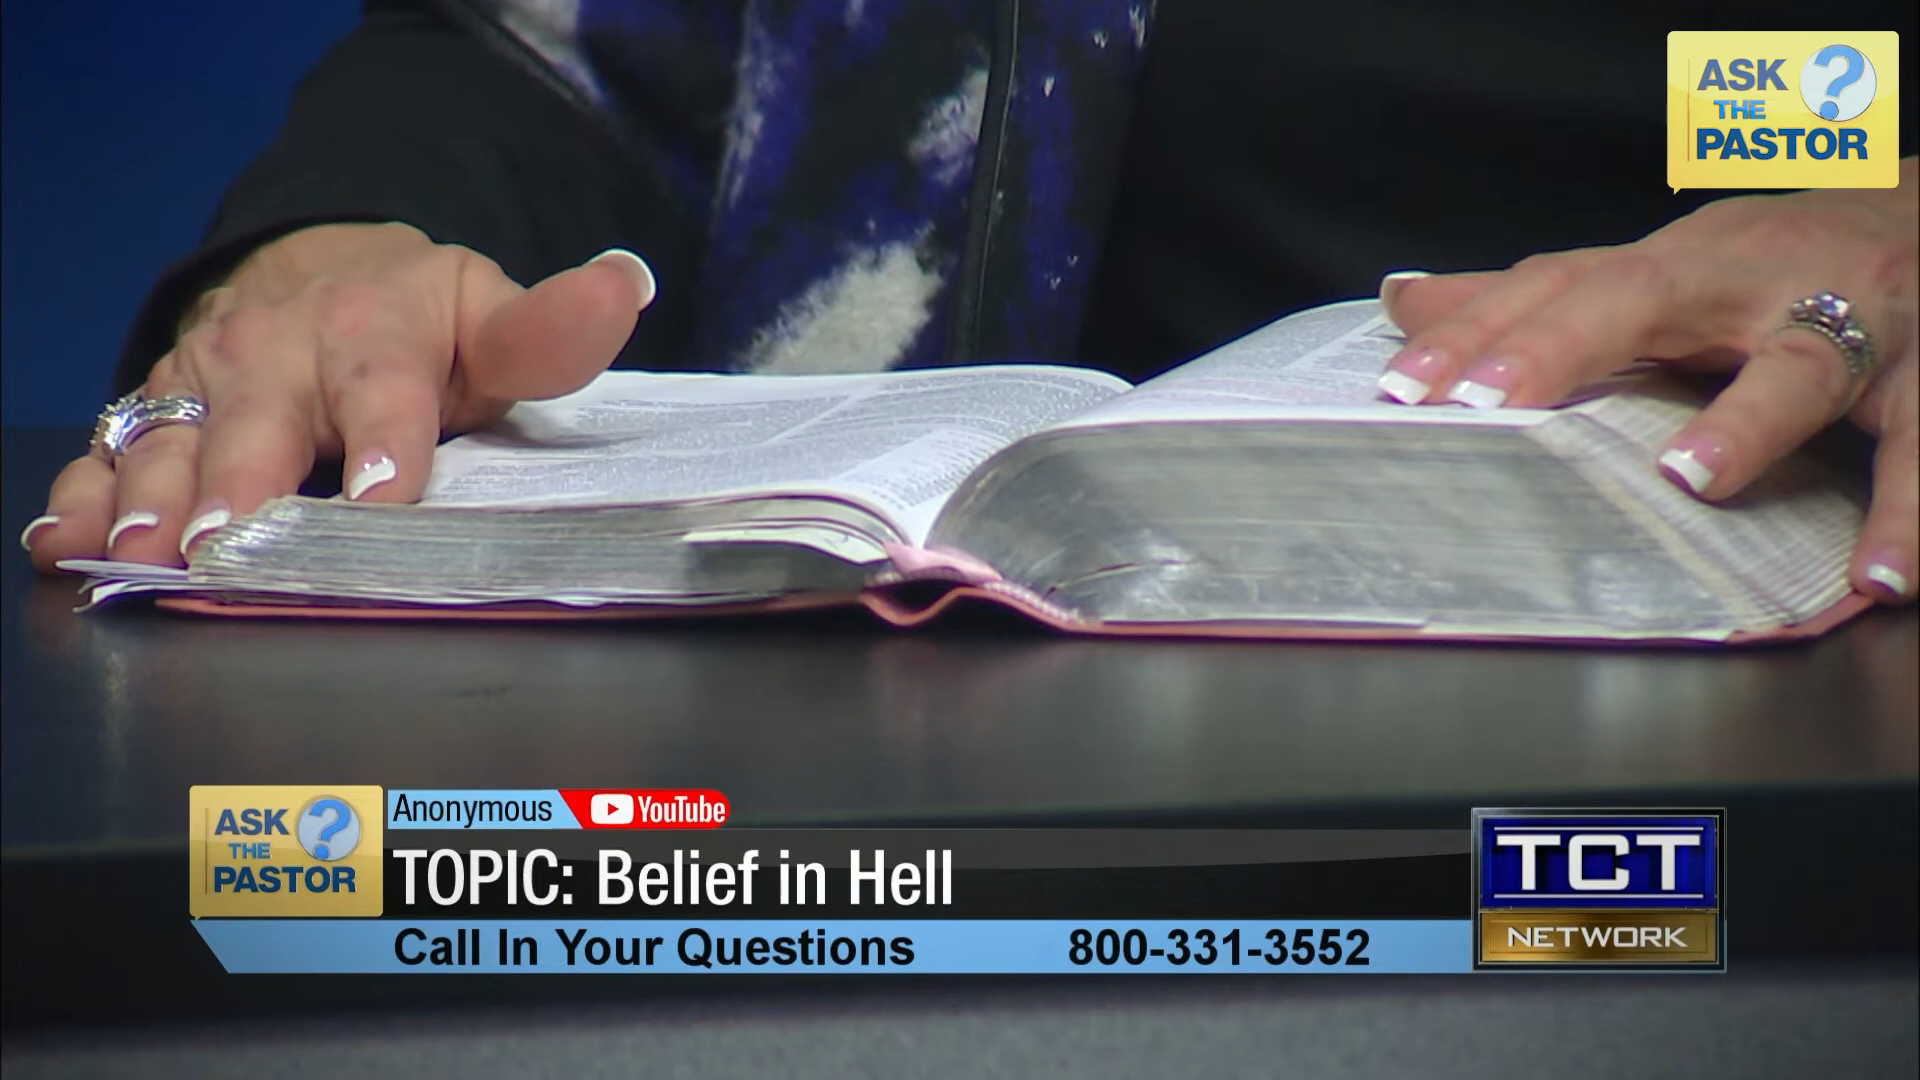 ASK
THE
PASTOR
?
ASK
THE
PASTOR
?
Anonymous YouTube
TOPIC: Belief in Hell
Call In Your Questions 800-331-3552
TCT
NETWORK